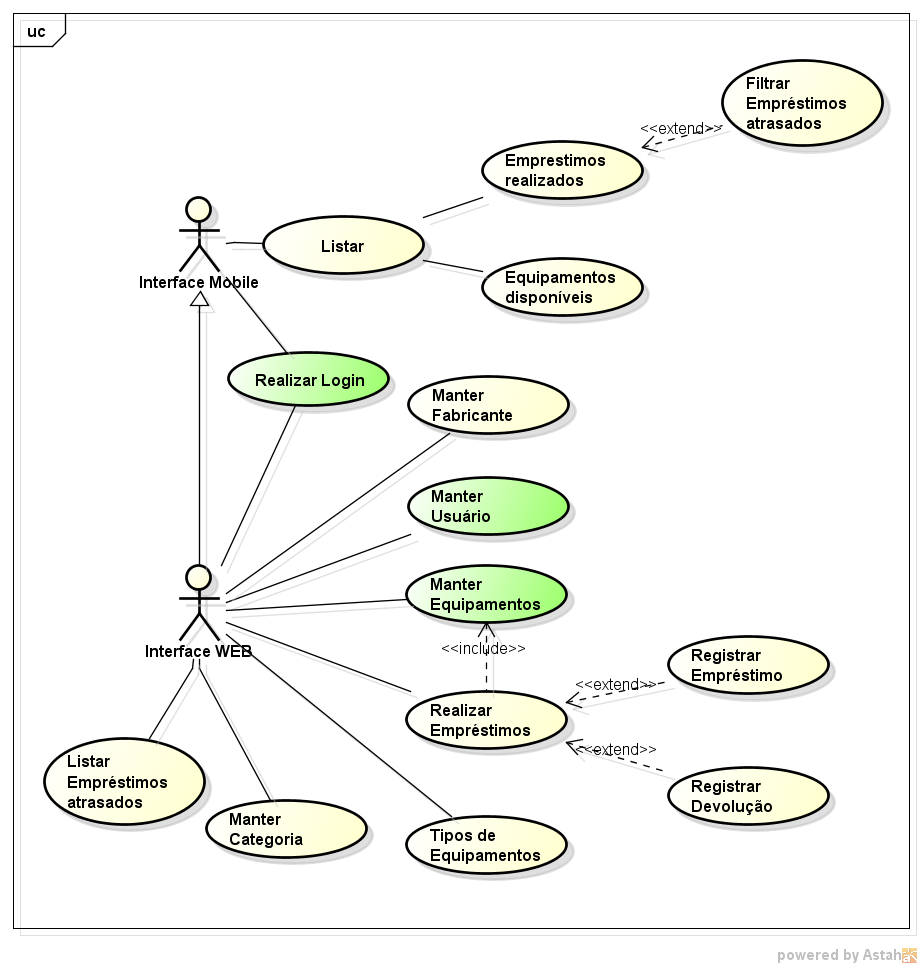 uc
Filtrar
Empréstimos
atrasados
<<extend>>
Emprestimos
realizados
Listar
Equipamentos
disponíveis
Interface Mobile
Realizar Login
Manter
Fabricante
Manter
Usuário
Manter
Equipamentos
<<include>>
Interface WEB
Registrar
Empréstimo
<<extend>>
Realizar
Empréstimos
<<extend>>
Listar
Empréstimos
atrasados
Registrar
Devolução
Manter
Categoria
Tipos de
Equipamentos
powered by Astah